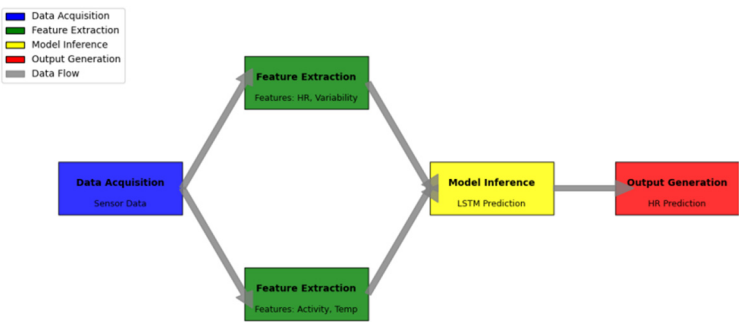 Data Acquisition
Feature Extraction
Model Inference
Output Generation
Data Flow
Feature Extraction
Features: HR, Variability
Data Acquisition
Sensor Data
Model Inference
LSTM Prediction
Output Generation
HR Prediction
Feature Extraction
Features: Activity, Temp